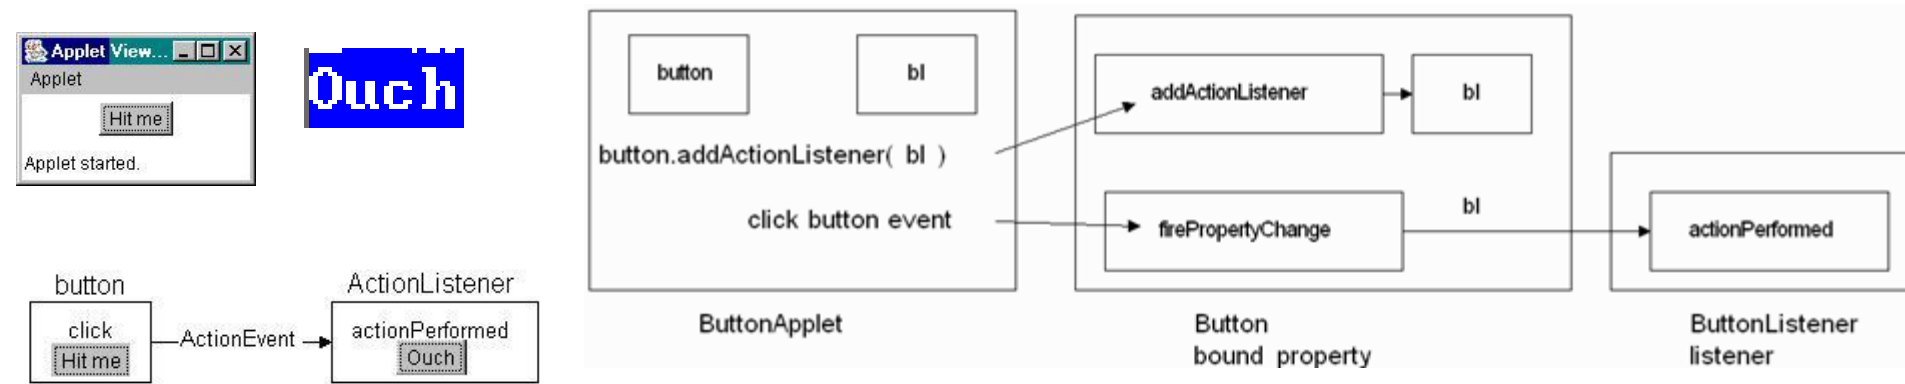 Applet View...
Applet
Hit me
Applet started.
Ouch
button
click
Hit me
ActionEvent
ActionListener
actionPerformed
Ouch
button
bl
button.addActionListener( bl )
click button event
ButtonApplet
addActionListener
bl
firePropertyChange
bl
Button
bound property
actionPerformed
ButtonListener
listener